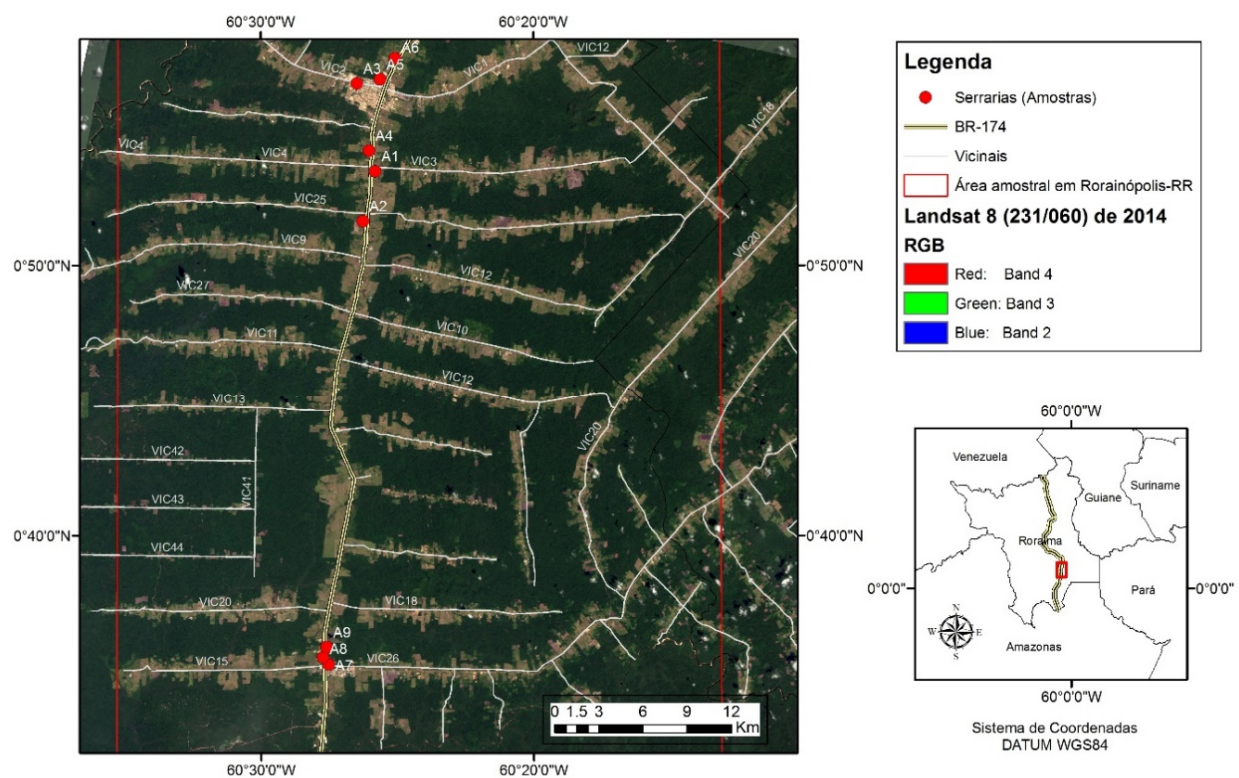 60°30'0"W
60°20'0"W
A6
VIC12
VIC2
A3
A5
VIC1
VIC18
A4
VIC4
VIC4
A1
VIC3
VIC25
A2
VIC9
VIC20
0°50'0"N
0°50'0"N
VIC12
VIC27
VIC11
VIC10
VIC12
VIC13
VIC20
VIC42
VIC41
VIC43
0°40'0"N
0°40'0"N
VIC44
VIC20
VIC18
A9
A8
VIC15
A7
VIC26
0 1.5 3 6 9 12
Km
60°30'0"W
60°20'0"W
Legenda
Serrarias (Amostras)
BR-174
Vicinais
Área amostral em Rorainópolis-RR
Landsat 8 (231/060) de 2014
RGB
Red: Band 4
Green: Band 3
Blue: Band 2
60°0'0"W
Venezuela
Guiane
Suriname
Roraima
0°0'0"
0°0'0"
Pará
N
W E
S
Amazonas
60°0'0"W
Sistema de Coordenadas
DATUM WGS84